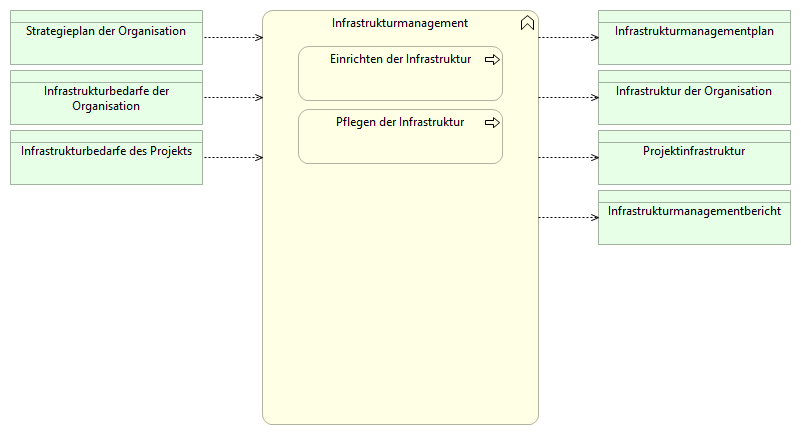 Strategieplan der Organisation
Infrastrukturbedarfe der
Organisation
Infrastrukturbedarfe des Projekts
Infrastrukturmanagement
Einrichten der Infrastruktur
Pflegen der Infrastruktur
Infrastrukturmanagementplan
Infrastruktur der Organisation
Projektinfrastruktur
Infrastrukturmanagementbericht